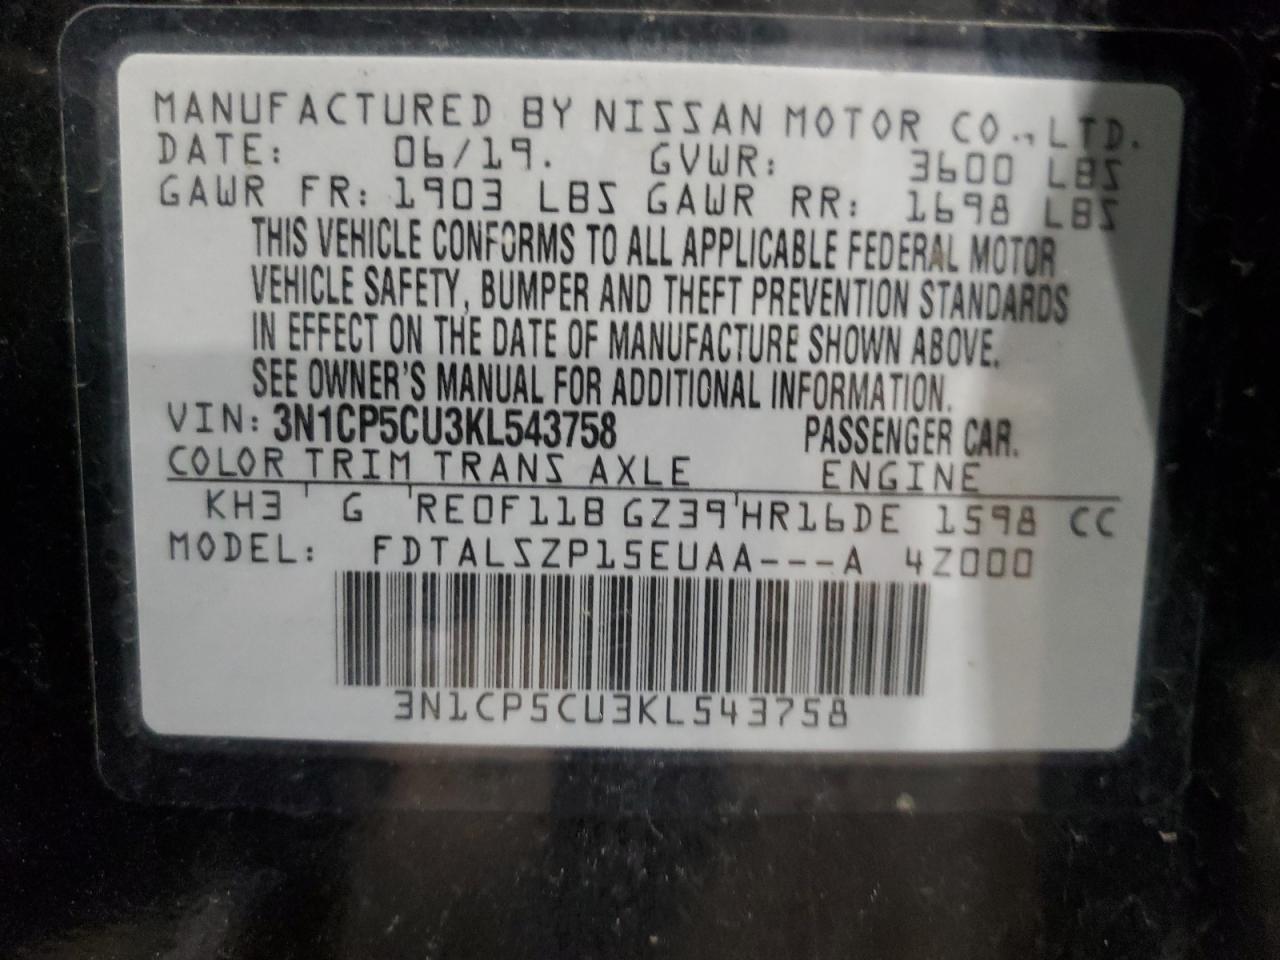 MANUFACTURED BY NISSAN MOTOR CO., LTD.
DATE: 06/19. GVWR: 3600 LBS
GAWR FR: 1903 LBS GAWR RR: 1698 LBS
THIS VEHICLE CONFORMS TO ALL APPLICABLE FEDERAL MOTOR
VEHICLE SAFETY, BUMPER AND THEFT PREVENTION STANDARDS
IN EFFECT ON THE DATE OF MANUFACTURE SHOWN ABOVE.
SEE OWNER'S MANUAL FOR ADDITIONAL INFORMATION.
VIN: 3N1CP5CU3KL543758 PASSENGER CAR.
COLOR TRIM TRANS AXLE ENGINE
KH3 G RE0F11B GZ39 HR16DE 1598 CC
MODEL: FDTALSZP15EUAA---A 4Z000
3N1CP5CU3KL543758